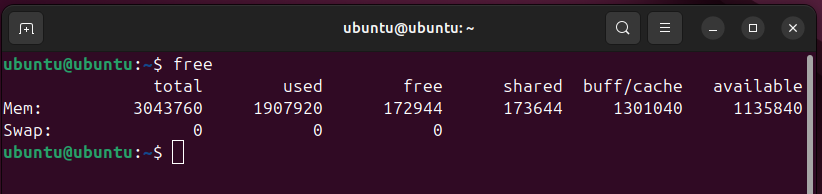 ubuntu@ubuntu: ~
ubuntu@ubuntu:~$ free
               total        used        free      shared  buff/cache   available
Mem:         3043760     1907920      172944      173644     1301040     1135840
Swap:              0           0           0
ubuntu@ubuntu:~$